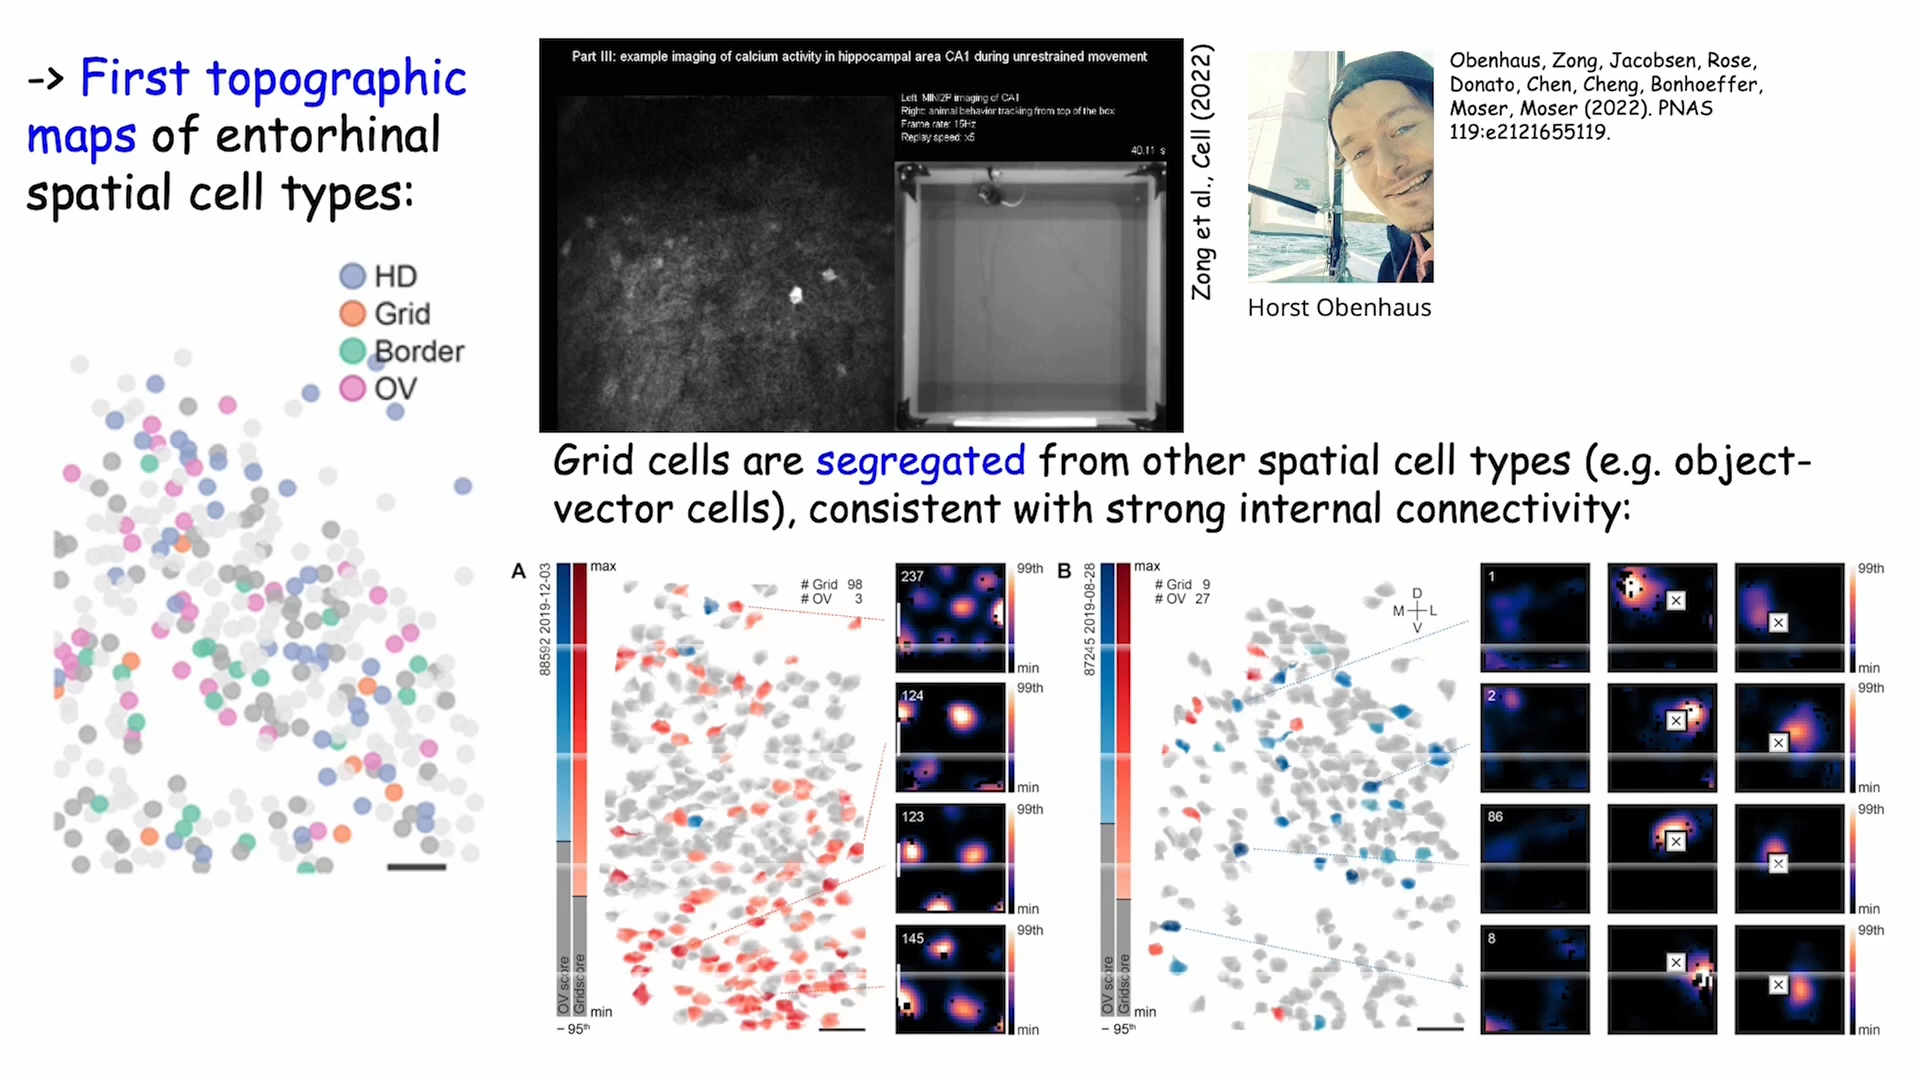 -> First topographic
maps of entorhinal
spatial cell types:
HD
Grid
Border
OV
Part III: example imaging of calcium activity in hippocampal area CA1 during unrestrained movement
Left: MINI2P imaging of CA1
Right: animal behavior tracking from top of the box
Frame rate: 15Hz
Replay speed: x5
40.11 s
Zong et al., Cell (2022)
Horst Obenhaus
Obenhaus, Zong, Jacobsen, Rose,
Donato, Chen, Cheng, Bonhoeffer,
Moser, Moser (2022). PNAS
119:e2121655119.
Grid cells are segregated from other spatial cell types (e.g. object-
vector cells), consistent with strong internal connectivity:
A
88592 2019-12-03
max
# Grid 98
# OV 3
OV score
Gridscore
min
– 95th
237
99th
min
124
99th
min
123
99th
min
145
99th
min
B
87245 2019-08-28
max
# Grid 9
# OV 27
D
M L
V
OV score
Gridscore
min
– 95th
1
99th
min
2
99th
min
86
99th
min
8
99th
min